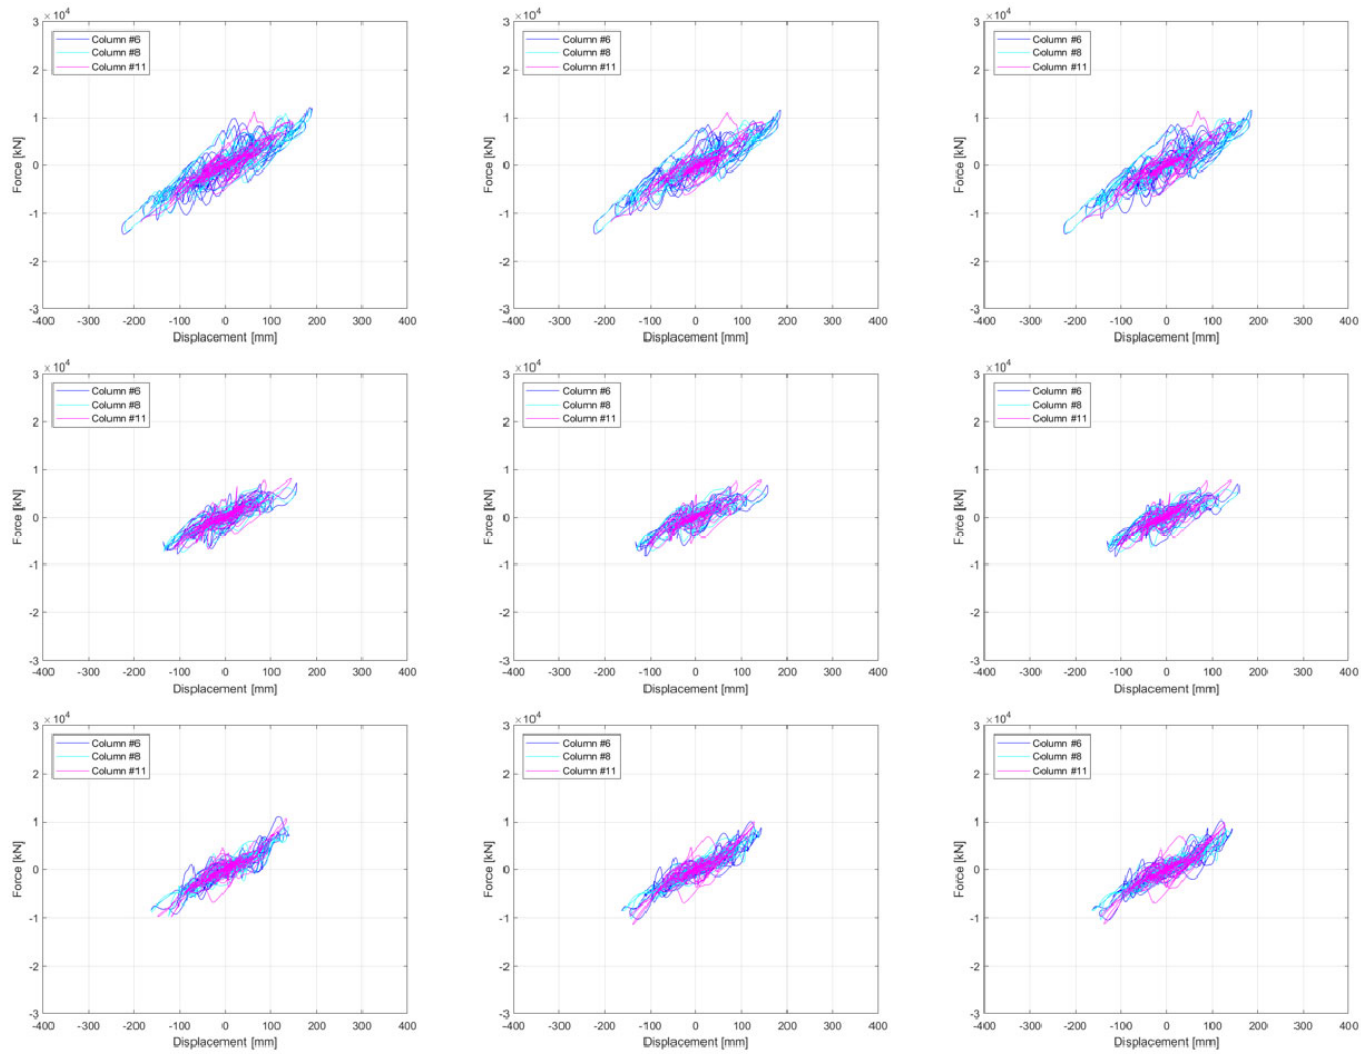 ×10⁴ ×10⁴ ×10⁴
3 3 3
Column #6 Column #6 Column #6
Column #8 Column #8 Column #8
Column #11 Column #11 Column #11
2 2 2
1 1 1
Force [kN] Force [kN] Force [kN]
0 0 0
-1 -1 -1
-2 -2 -2
-3 -3 -3
-400 -300 -200 -100 0 100 200 300 400 -400 -300 -200 -100 0 100 200 300 400 -400 -300 -200 -100 0 100 200 300 400
Displacement [mm] Displacement [mm] Displacement [mm]
×10⁴ ×10⁴ ×10⁴
3 3 3
Column #6 Column #6 Column #6
Column #8 Column #8 Column #8
Column #11 Column #11 Column #11
2 2 2
1 1 1
Force [kN] Force [kN] Force [kN]
0 0 0
-1 -1 -1
-2 -2 -2
-3 -3 -3
-400 -300 -200 -100 0 100 200 300 400 -400 -300 -200 -100 0 100 200 300 400 -400 -300 -200 -100 0 100 200 300 400
Displacement [mm] Displacement [mm] Displacement [mm]
×10⁴ ×10⁴ ×10⁴
3 3 3
Column #6 Column #6 Column #6
Column #8 Column #8 Column #8
Column #11 Column #11 Column #11
2 2 2
1 1 1
Force [kN] Force [kN] Force [kN]
0 0 0
-1 -1 -1
-2 -2 -2
-3 -3 -3
-400 -300 -200 -100 0 100 200 300 400 -400 -300 -200 -100 0 100 200 300 400 -400 -300 -200 -100 0 100 200 300 400
Displacement [mm] Displacement [mm] Displacement [mm]